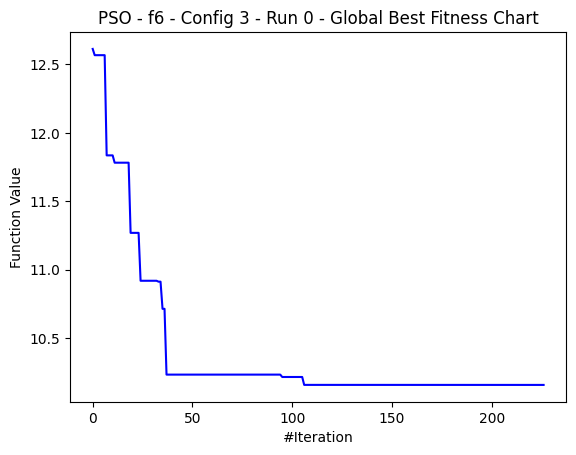 PSO - f6 - Config 3 - Run 0 - Global Best Fitness Chart
12.5
12.0
11.5
11.0
10.5
Function Value
0 50 100 150 200
#Iteration